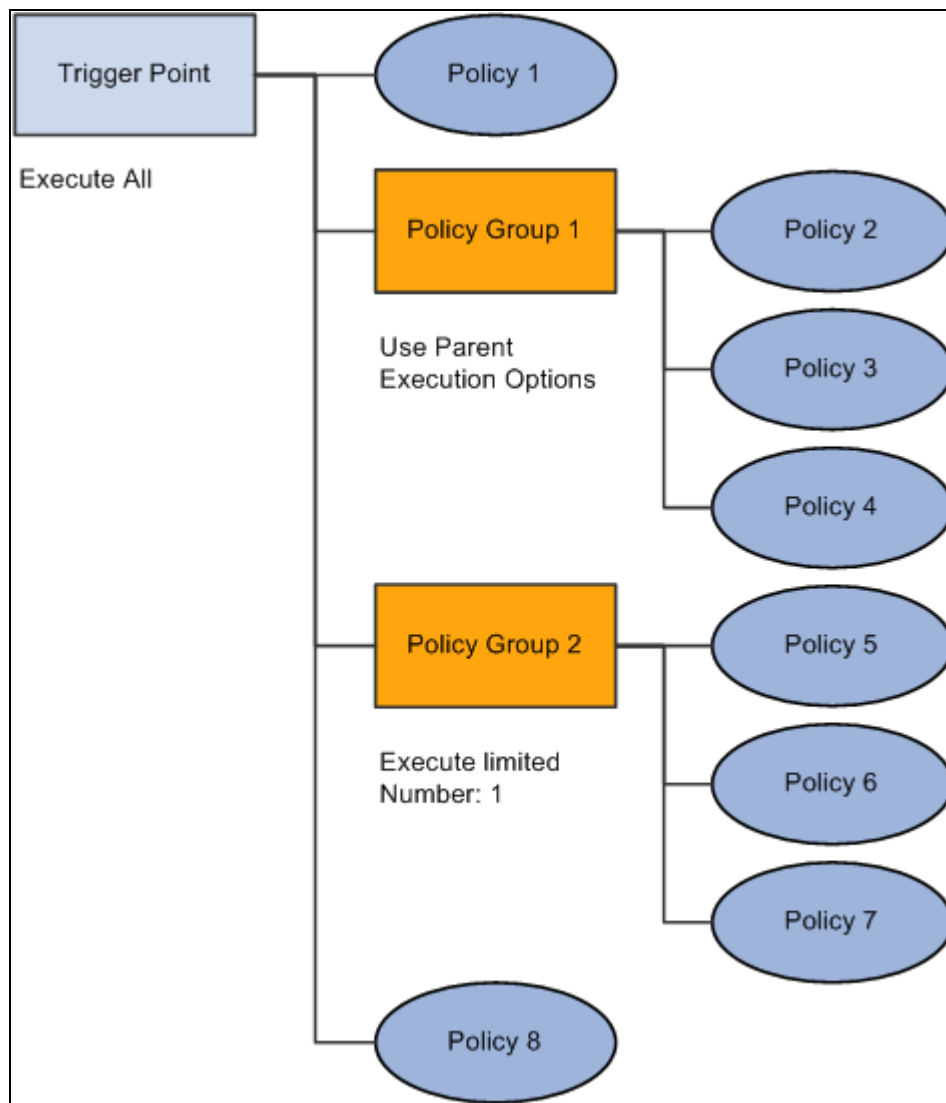 Trigger Point
Policy 1
Execute All
Policy Group 1
Policy 2
Use Parent
Execution Options
Policy 3
Policy 4
Policy Group 2
Policy 5
Execute limited
Number: 1
Policy 6
Policy 7
Policy 8